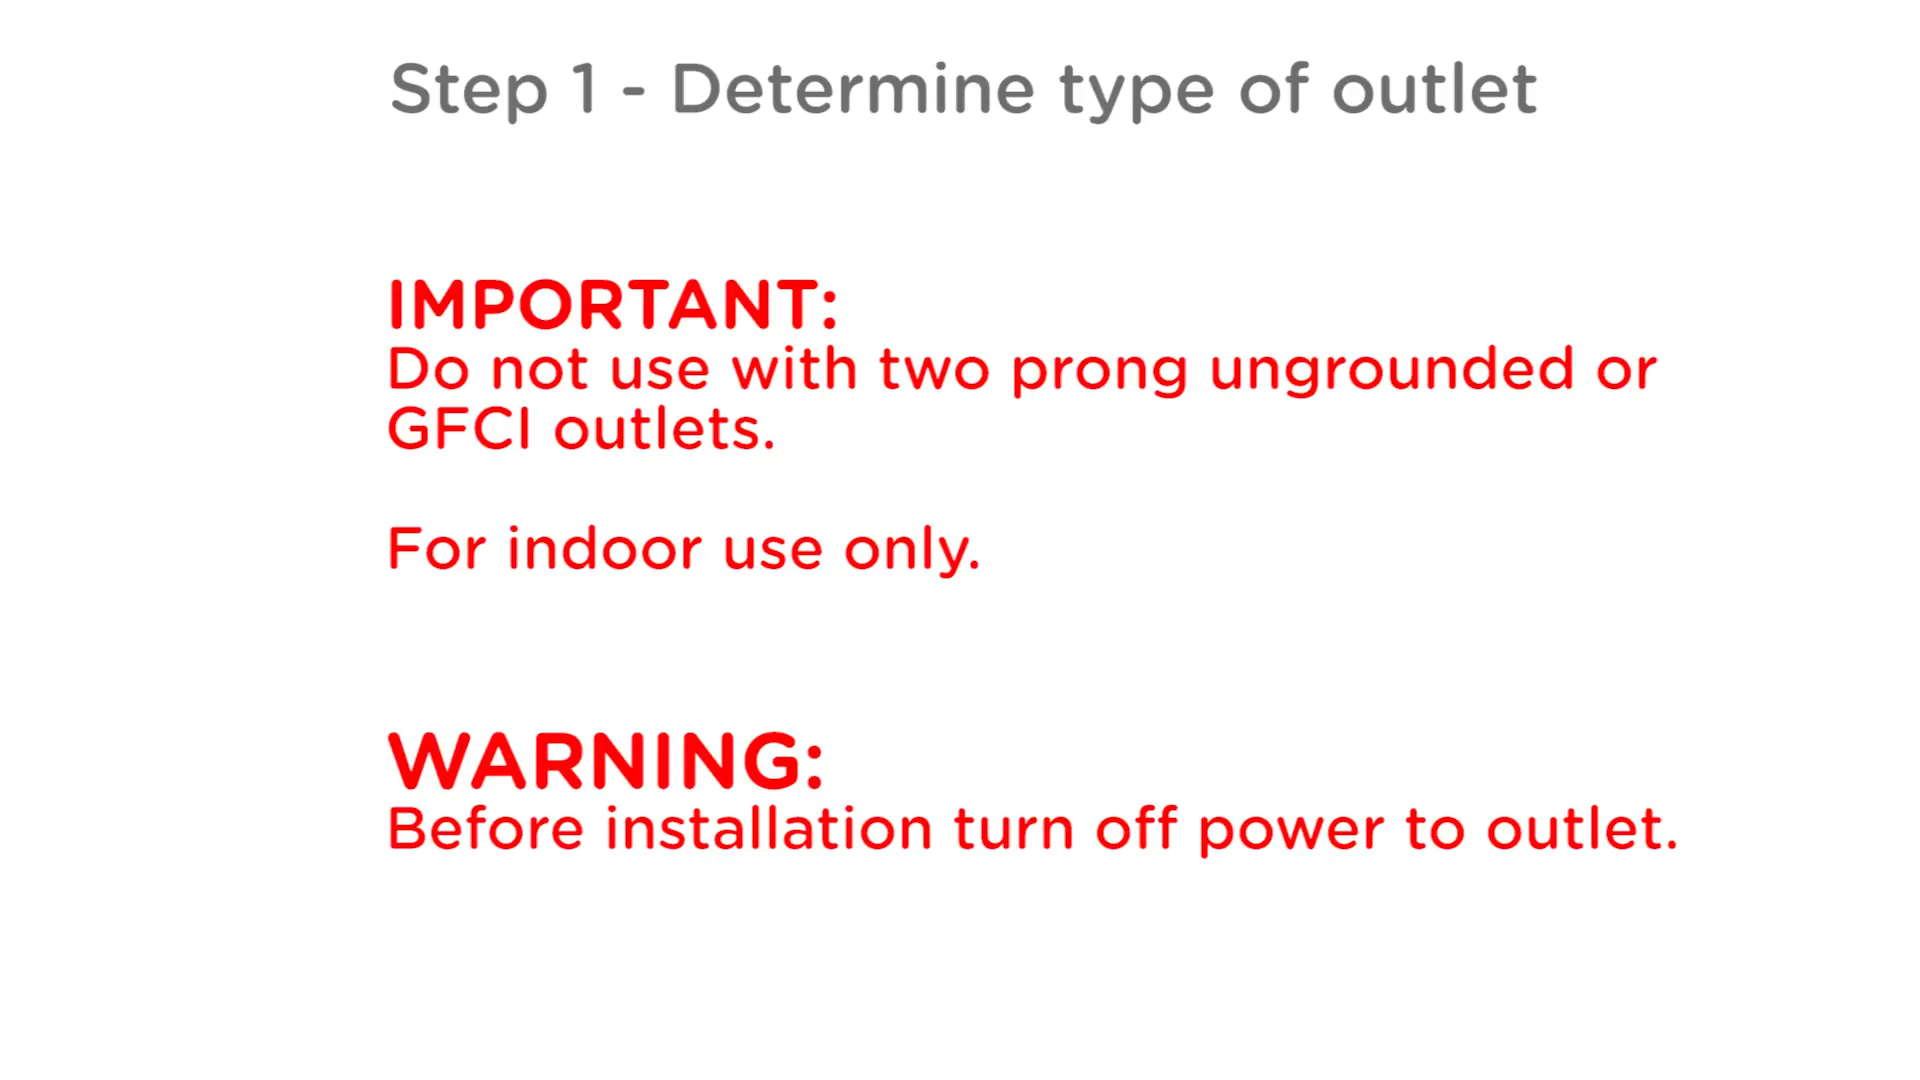 Step 1 - Determine type of outlet
IMPORTANT:
Do not use with two prong ungrounded or
GFCI outlets.
For indoor use only.
WARNING:
Before installation turn off power to outlet.